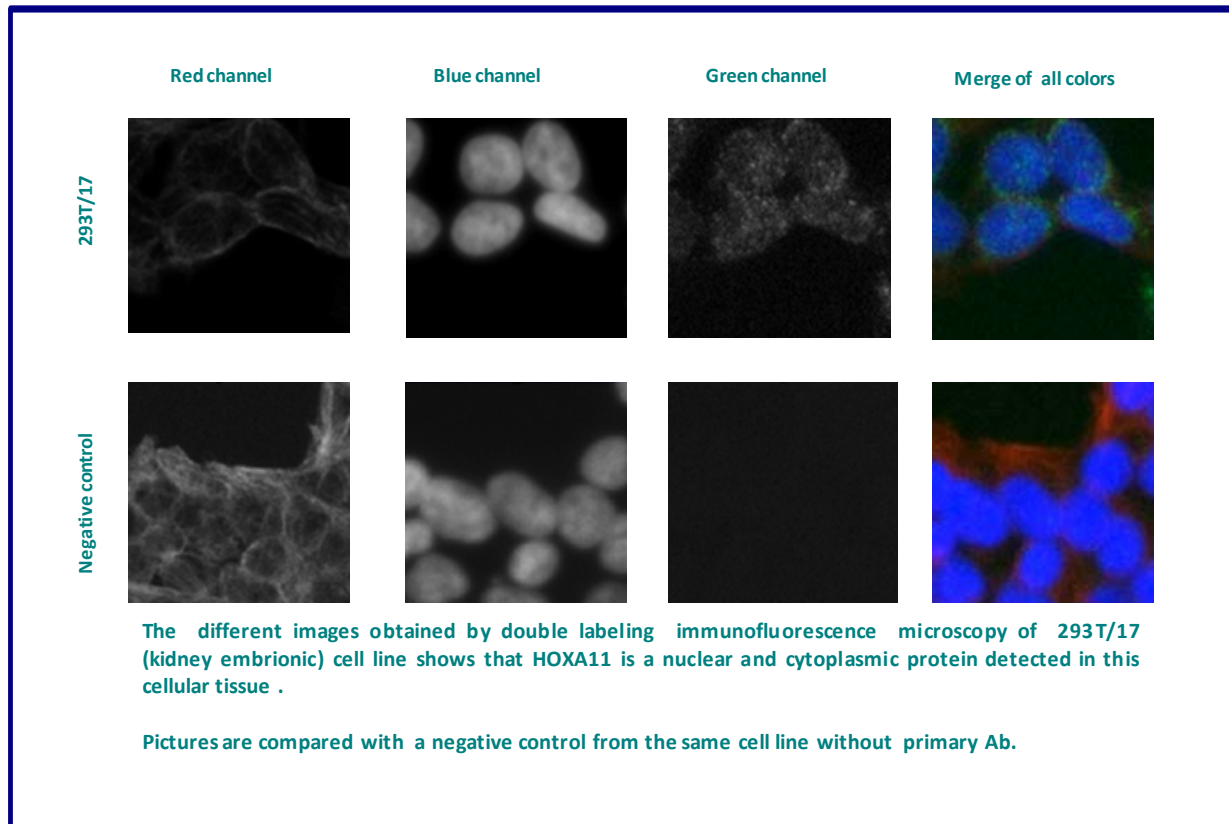 Red channel
Blue channel
Green channel
Merge of all colors
293T/17
Negative control
The different images obtained by double labeling immunofluorescence microscopy of 293T/17
(kidney embrionic) cell line shows that HOXA11 is a nuclear and cytoplasmic protein detected in this
cellular tissue .
Pictures are compared with a negative control from the same cell line without primary Ab.